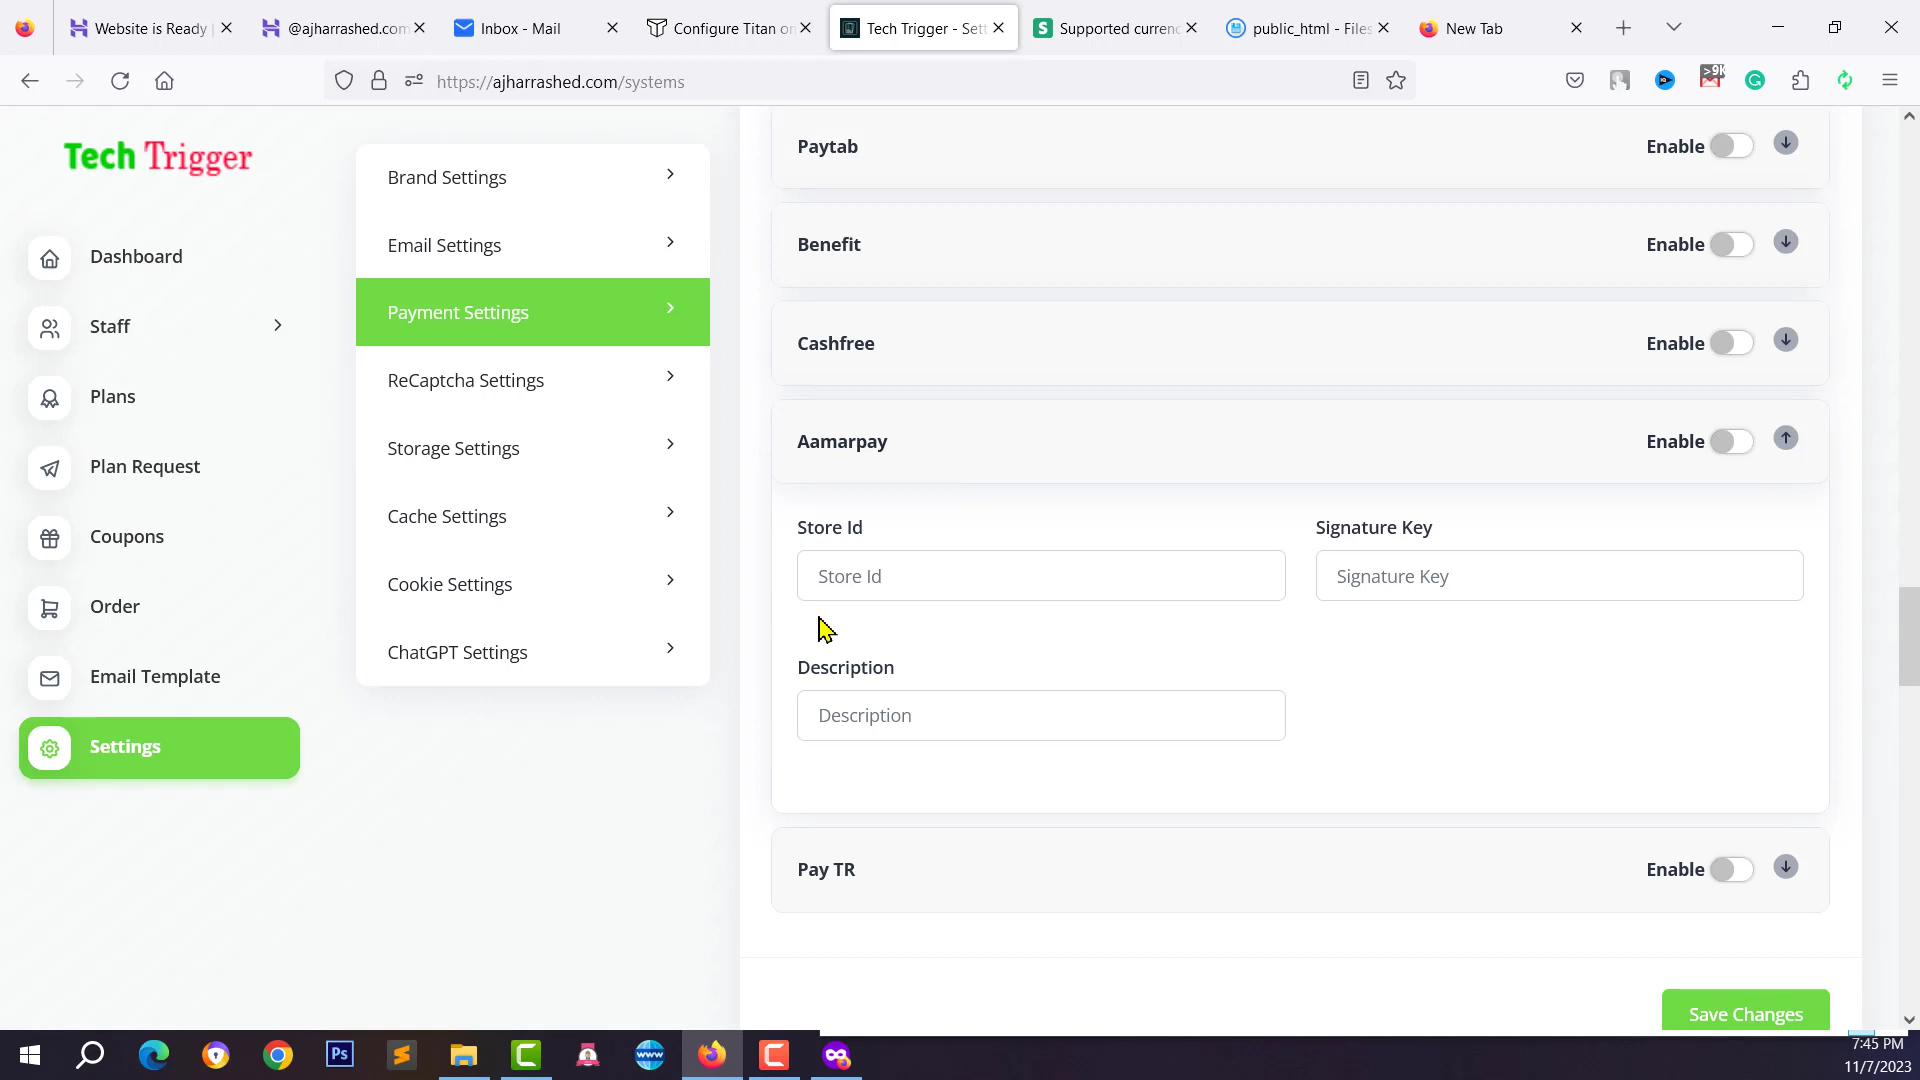 Website is Ready
@ajharrashed.com
Inbox - Mail
Configure Titan on
Tech Trigger - Sett
Supported currenc
public_html - Files
New Tab
https://ajharrashed.com/systems
>9K
Tech Trigger
Dashboard
Staff
Plans
Plan Request
Coupons
Order
Email Template
Settings
Brand Settings
Email Settings
Payment Settings
ReCaptcha Settings
Storage Settings
Cache Settings
Cookie Settings
ChatGPT Settings
Paytab Enable
Benefit Enable
Cashfree Enable
Aamarpay Enable
Store Id Signature Key
Store Id Signature Key
Description
Description
Pay TR Enable
Save Changes
Ps
www
7:45 PM
11/7/2023